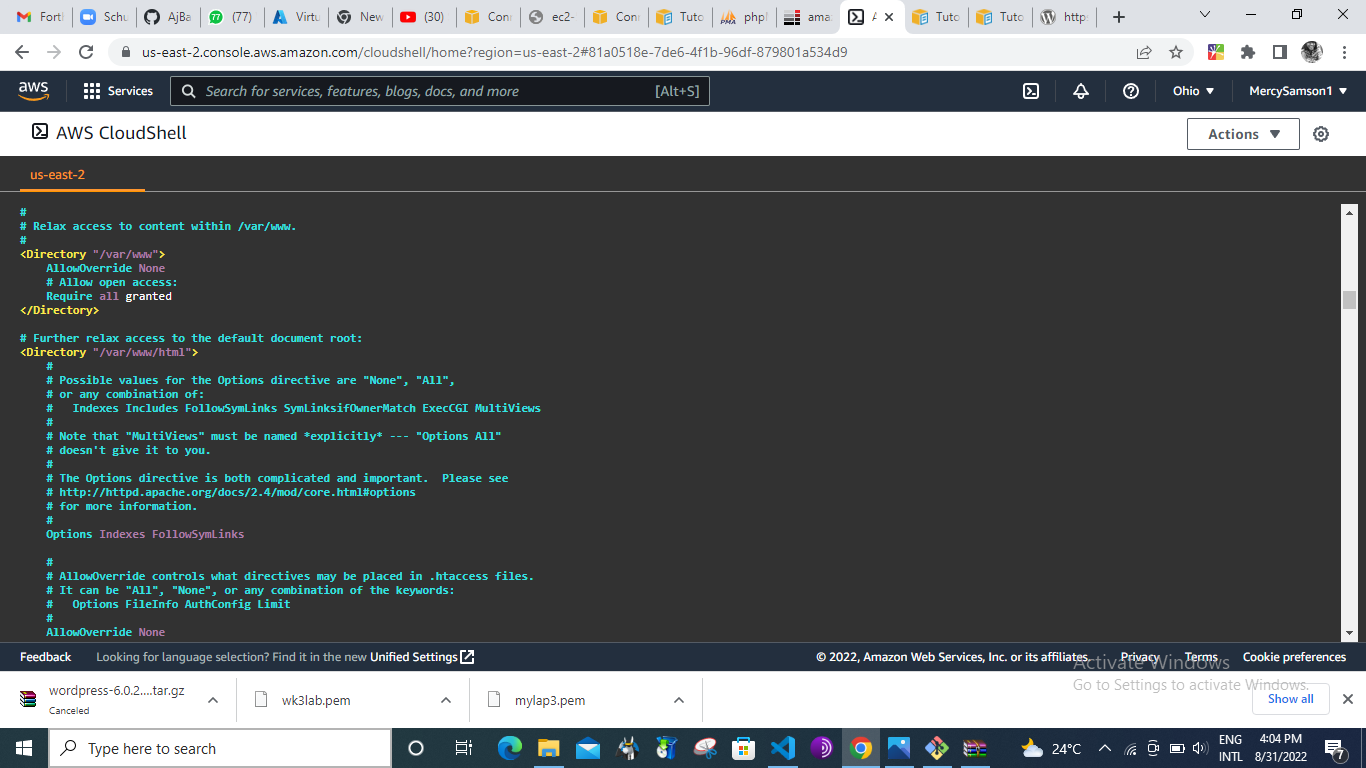 Fortl
Schu
AjBa
(77)
Virtu
New
(30)
Conn
ec2-
Conn
Tuto
phpl
amaz
Tuto
Tuto
https
us-east-2.console.aws.amazon.com/cloudshell/home?region=us-east-2#81a0518e-7de6-4f1b-96df-879801a534d9
aws
Services
Search for services, features, blogs, docs, and more
[Alt+S]
Ohio
MercySamson1
AWS CloudShell
Actions
us-east-2
#
# Relax access to content within /var/www.
#
<Directory "/var/www">
    AllowOverride None
    # Allow open access:
    Require all granted
</Directory>
# Further relax access to the default document root:
<Directory "/var/www/html">
    #
    # Possible values for the Options directive are "None", "All",
    # or any combination of:
    #   Indexes Includes FollowSymLinks SymLinksifOwnerMatch ExecCGI MultiViews
    #
    # Note that "MultiViews" must be named *explicitly* --- "Options All"
    # doesn't give it to you.
    #
    # The Options directive is both complicated and important.  Please see
    # http://httpd.apache.org/docs/2.4/mod/core.html#options
    # for more information.
    #
    Options Indexes FollowSymLinks
    #
    # AllowOverride controls what directives may be placed in .htaccess files.
    # It can be "All", "None", or any combination of the keywords:
    #   Options FileInfo AuthConfig Limit
    #
    AllowOverride None
Feedback
Looking for language selection? Find it in the new Unified Settings
© 2022, Amazon Web Services, Inc. or its affiliates.
Privacy
Terms
Cookie preferences
Activate Windows
Go to Settings to activate Windows.
wordpress-6.0.2....tar.gz
Canceled
wk3lab.pem
mylap3.pem
Show all
Type here to search
24°C
ENG
INTL
4:04 PM
8/31/2022
7